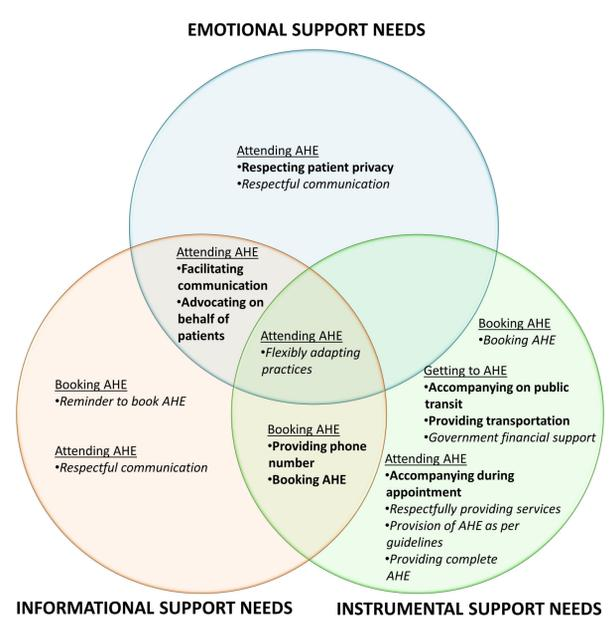 EMOTIONAL SUPPORT NEEDS
Attending AHE
•Respecting patient privacy
•Respectful communication
Attending AHE
•Facilitating
communication
•Advocating on
behalf of
patients
Attending AHE
•Flexibly adapting
practices
Booking AHE
•Reminder to book AHE
Attending AHE
•Respectful communication
Booking AHE
•Providing phone
number
•Booking AHE
Booking AHE
•Booking AHE
Getting to AHE
•Accompanying on public
transit
•Providing transportation
•Government financial support
Attending AHE
•Accompanying during
appointment
•Respectfully providing services
•Provision of AHE as per
guidelines
•Providing complete
AHE
INFORMATIONAL SUPPORT NEEDS
INSTRUMENTAL SUPPORT NEEDS